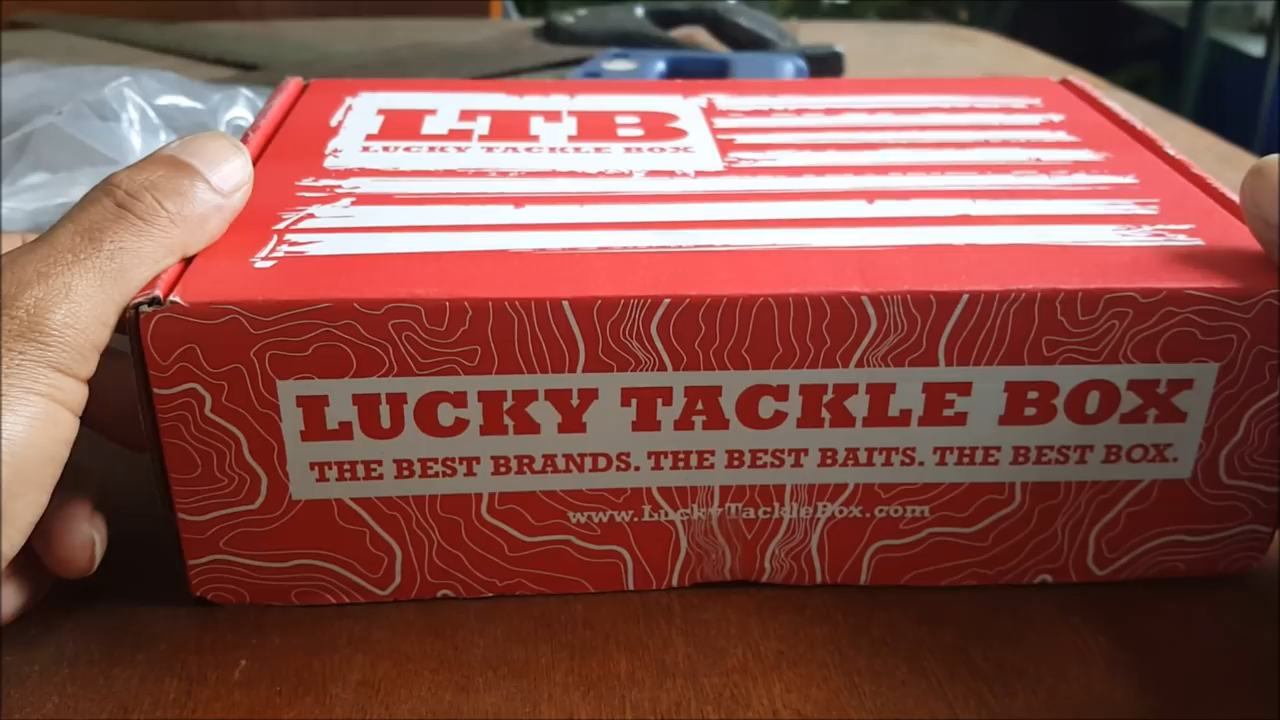 LTB
LUCKY TACKLE BOX
LUCKY TACKLE BOX
THE BEST BRANDS. THE BEST BAITS. THE BEST BOX.
www.LuckyTackleBox.com